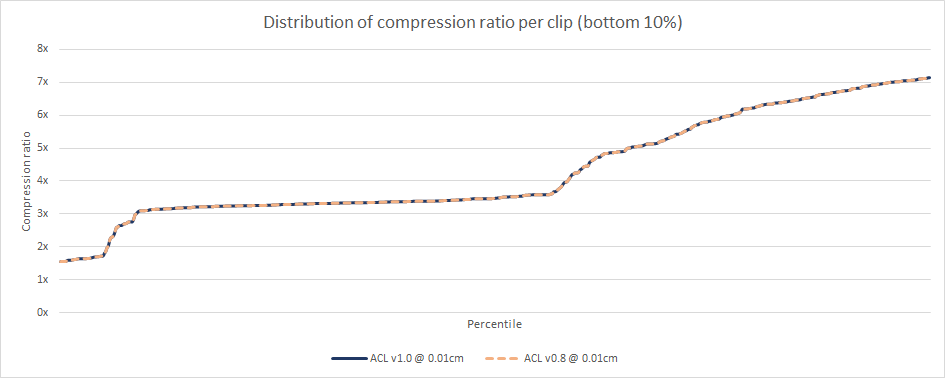 Distribution of compression ratio per clip (bottom 10%)
8x
7x
6x
5x
4x
3x
2x
1x
0x
Compression ratio
Percentile
ACL v1.0 @ 0.01cm
ACL v0.8 @ 0.01cm